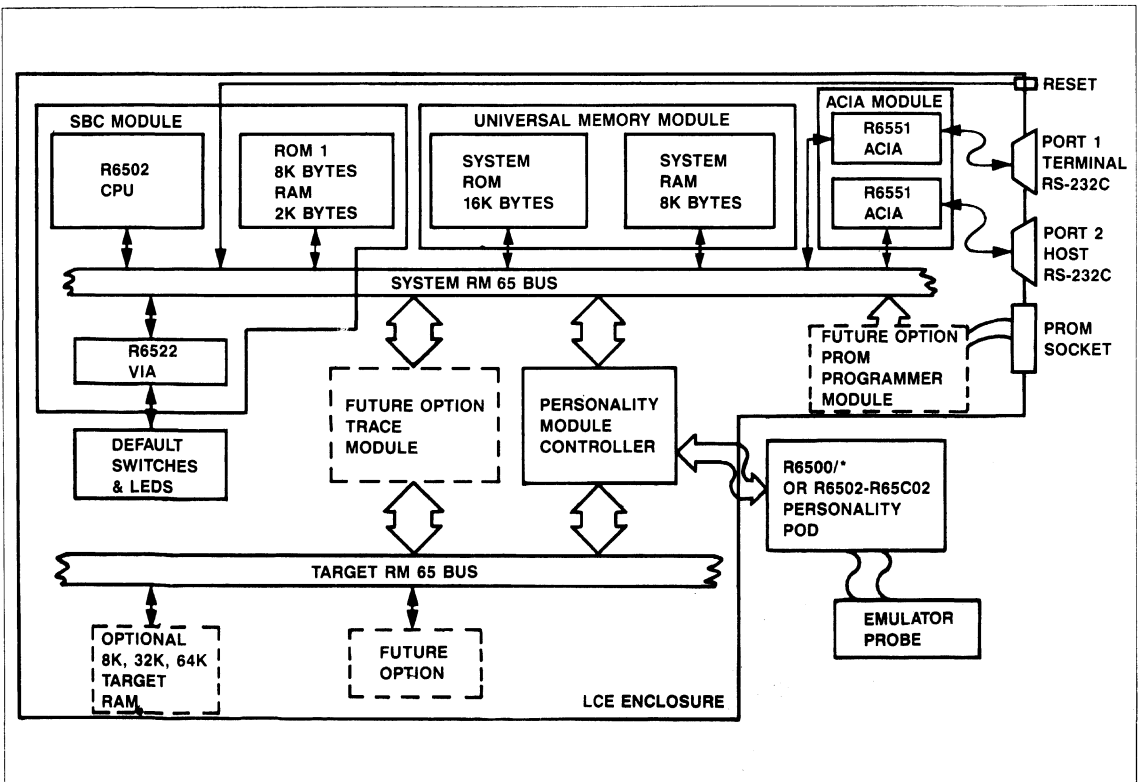 RESET
SBC MODULE
R6502
CPU
ROM 1
8K BYTES
RAM
2K BYTES
UNIVERSAL MEMORY MODULE
SYSTEM
ROM
16K BYTES
SYSTEM
RAM
8K BYTES
ACIA MODULE
R6551
ACIA
R6551
ACIA
PORT 1
TERMINAL
RS-232C
PORT 2
HOST
RS-232C
SYSTEM RM 65 BUS
R6522
VIA
DEFAULT
SWITCHES
& LEDS
FUTURE OPTION
TRACE
MODULE
PERSONALITY
MODULE
CONTROLLER
FUTURE OPTION
PROM
PROGRAMMER
MODULE
PROM
SOCKET
R6500/*
OR R6502-R65C02
PERSONALITY
POD
TARGET RM 65 BUS
OPTIONAL
8K, 32K, 64K
TARGET
RAM
FUTURE
OPTION
EMULATOR
PROBE
LCE ENCLOSURE